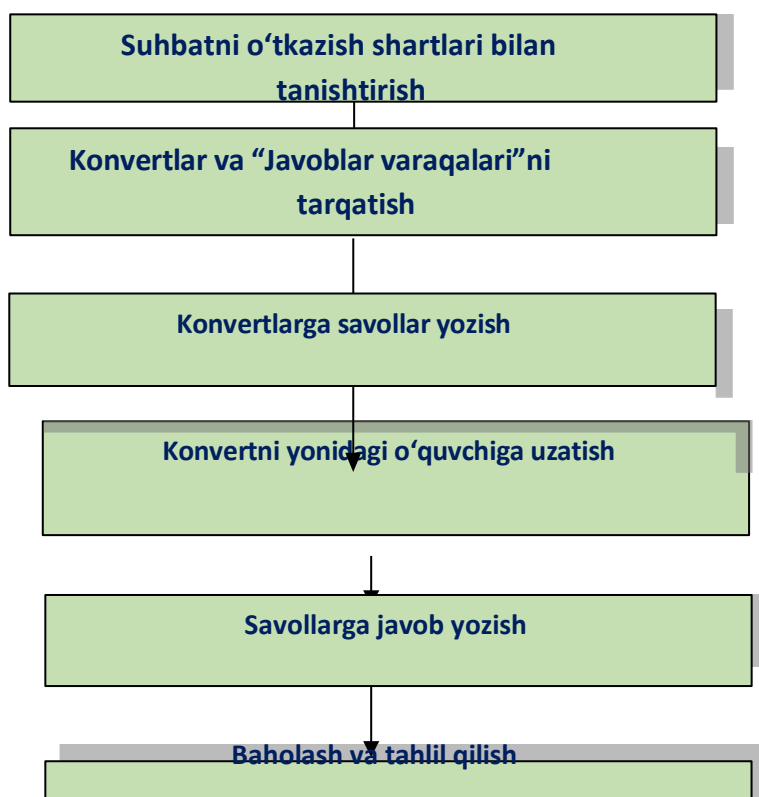 Suhbatni o‘tkazish shartlari bilan
tanishtirish
Konvertlar va “Javoblar varaqalari”ni
tarqatish
Konvertlarga savollar yozish
Konvertni yonidagi o‘quvchiga uzatish
Savollarga javob yozish
Baholash va tahlil qilish